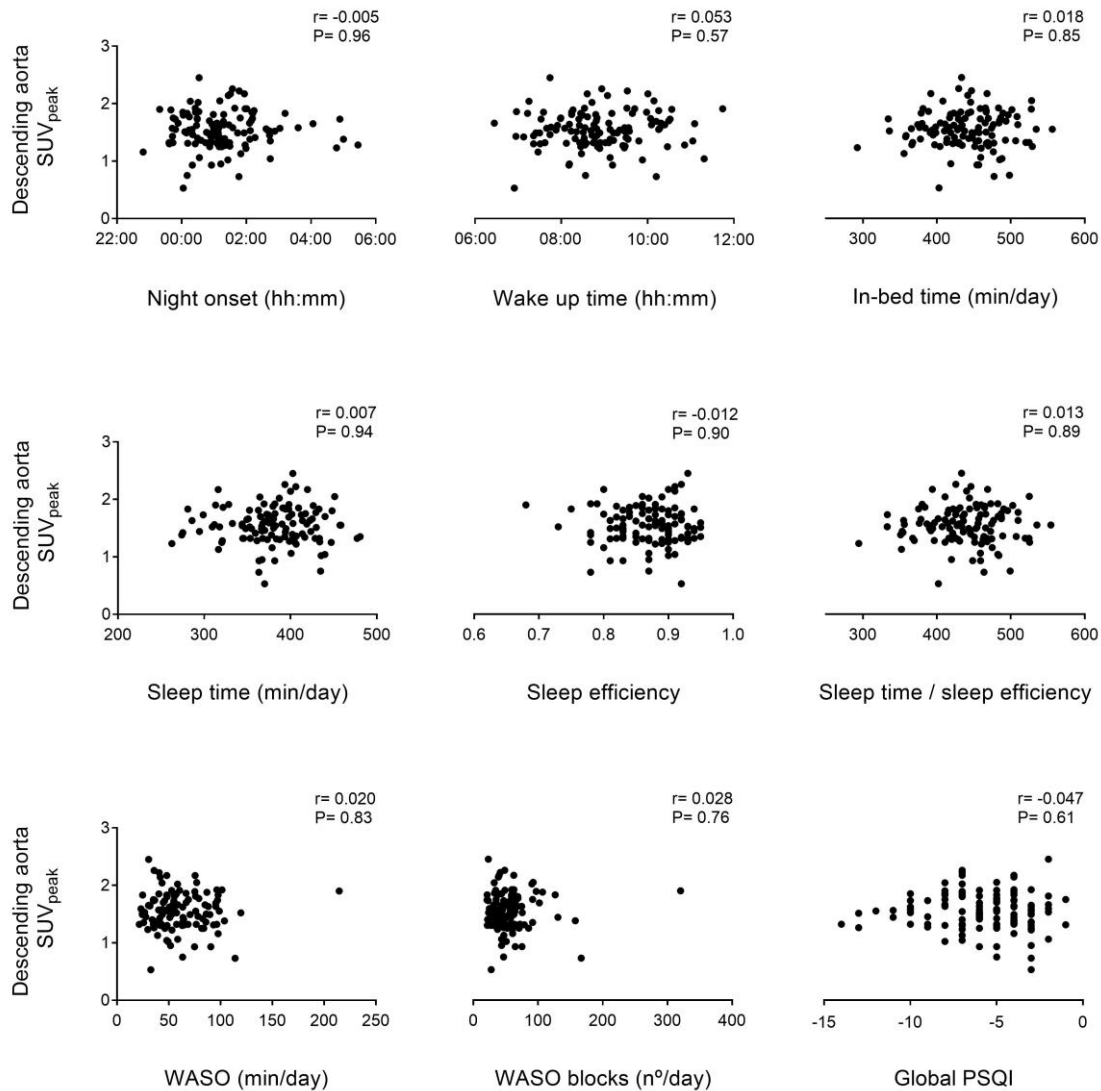 r= -0.005
P= 0.96
r= 0.053
P= 0.57
r= 0.018
P= 0.85
Descending aorta
SUVpeak
3
2
1
0
22:00 00:00 02:00 04:00 06:00
06:00 08:00 10:00 12:00
300 400 500 600
Night onset (hh:mm)
Wake up time (hh:mm)
In-bed time (min/day)
r= 0.007
P= 0.94
r= -0.012
P= 0.90
r= 0.013
P= 0.89
Descending aorta
SUVpeak
3
2
1
0
200 300 400 500
0.6 0.7 0.8 0.9 1.0
300 400 500 600
Sleep time (min/day)
Sleep efficiency
Sleep time / sleep efficiency
r= 0.020
P= 0.83
r= 0.028
P= 0.76
r= -0.047
P= 0.61
Descending aorta
SUVpeak
3
2
1
0
0 50 100 150 200 250
0 100 200 300 400
-15 -10 -5 0
WASO (min/day)
WASO blocks (nº/day)
Global PSQI